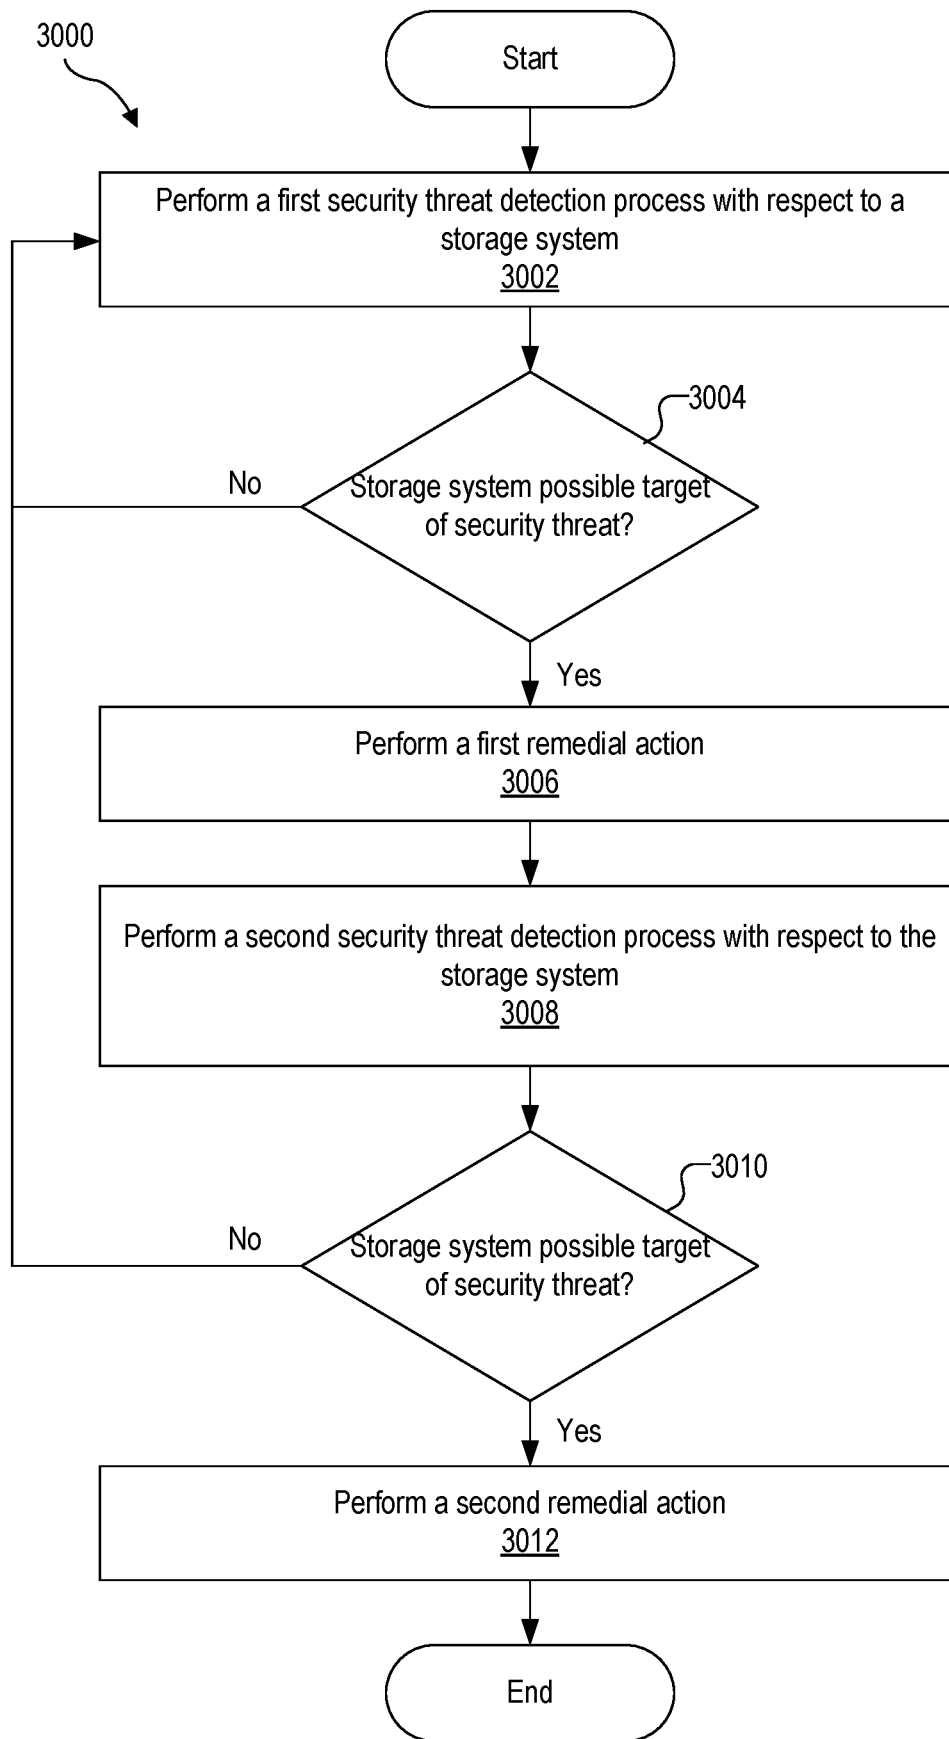 3000
Start
Perform a first security threat detection process with respect to a
storage system
3002
3004
No
Storage system possible target
of security threat?
Yes
Perform a first remedial action
3006
Perform a second security threat detection process with respect to the
storage system
3008
3010
No
Storage system possible target
of security threat?
Yes
Perform a second remedial action
3012
End